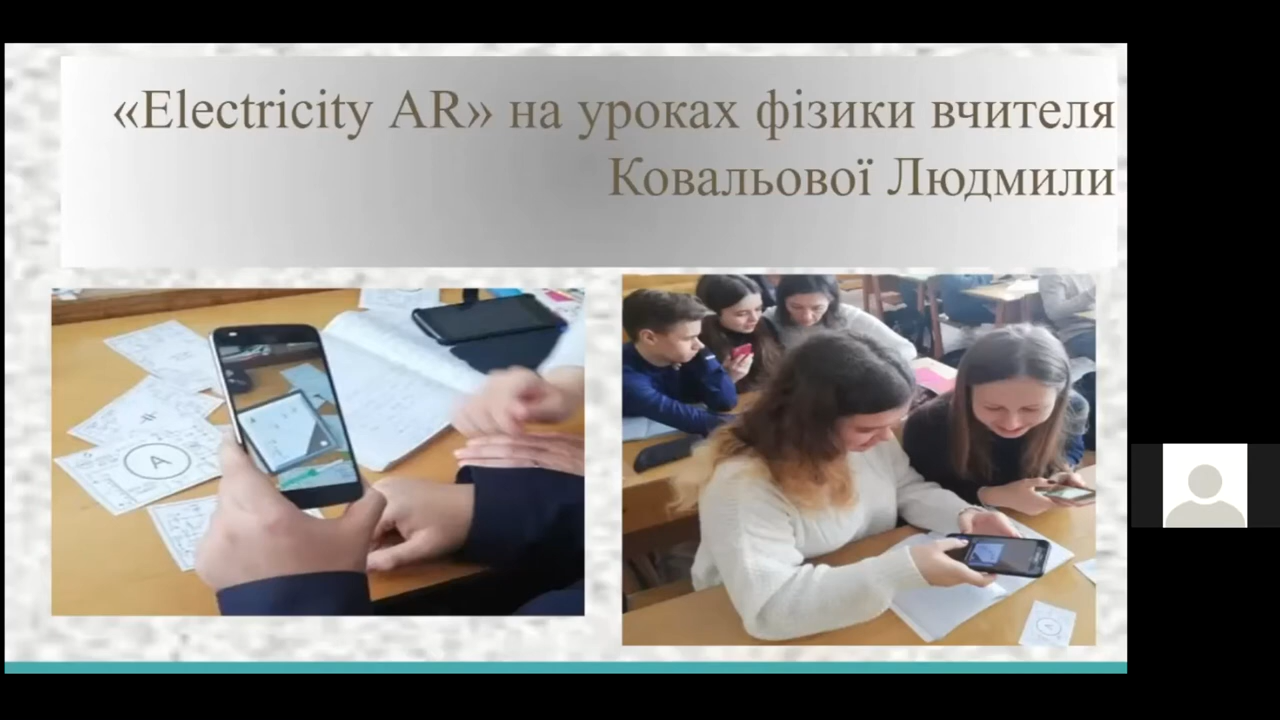 «Electricity AR» на уроках фізики вчителя
Ковальової Людмили
A
A